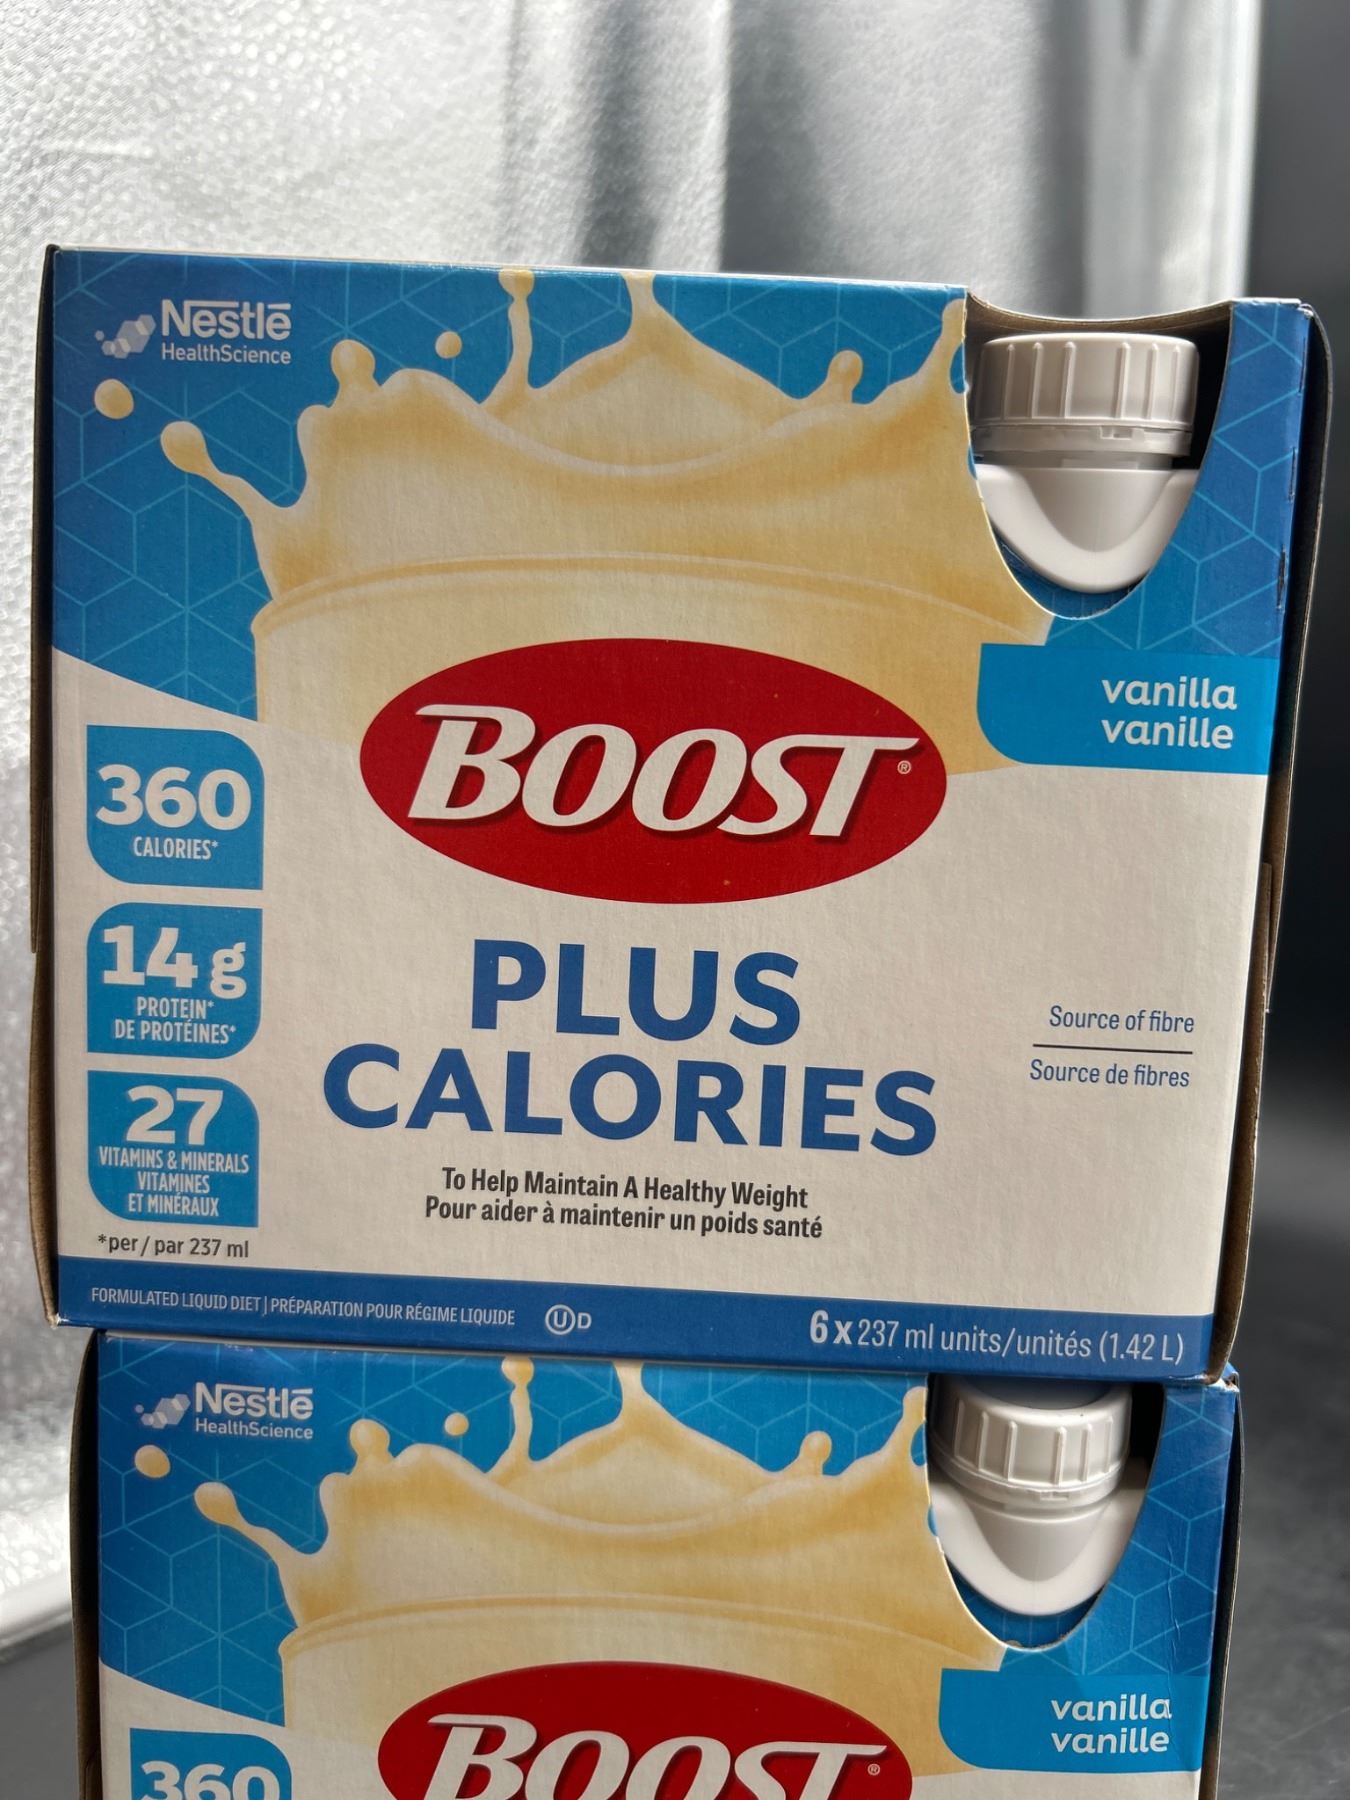 Nestlé
HealthScience
vanilla
vanille
BOOST®
360
CALORIES*
14 g
PROTEIN*
DE PROTÉINES*
27
VITAMINS & MINERALS
VITAMINES
ET MINÉRAUX
*per / par 237 ml
PLUS
CALORIES
Source of fibre
Source de fibres
To Help Maintain A Healthy Weight
Pour aider à maintenir un poids santé
FORMULATED LIQUID DIET | PRÉPARATION POUR RÉGIME LIQUIDE
U D
6 x 237 ml units/unités (1.42 L)
Nestlé
HealthScience
vanilla
vanille
BOOST®
360